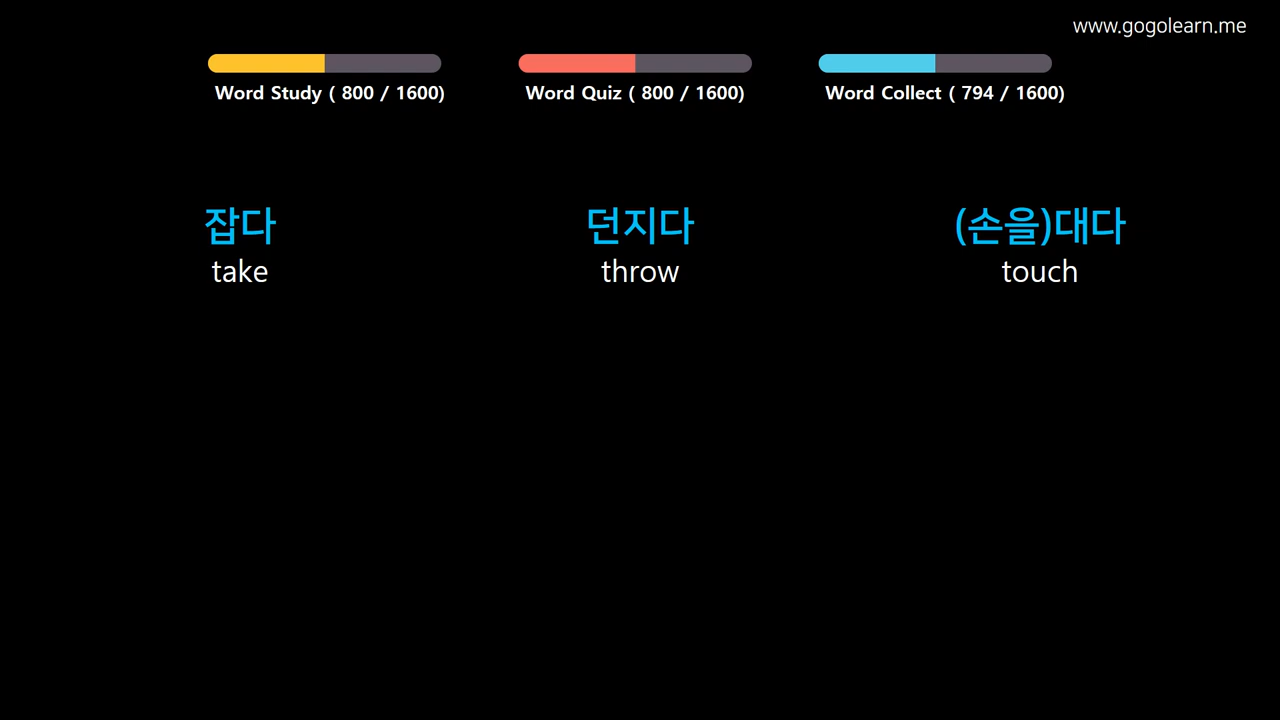 www.gogolearn.me
Word Study ( 800 / 1600)
Word Quiz ( 800 / 1600)
Word Collect ( 794 / 1600)
잡다
take
던지다
throw
(손을)대다
touch